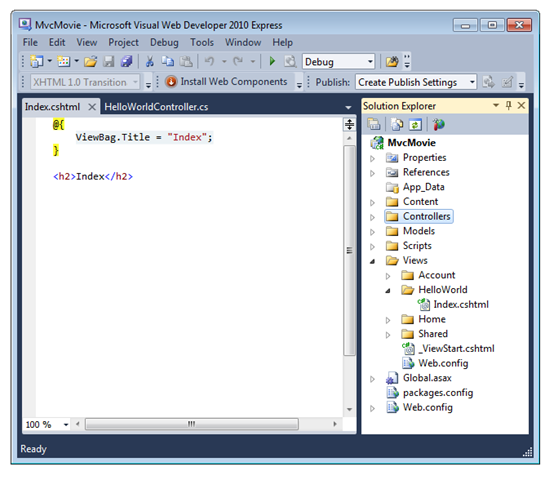 MvcMovie - Microsoft Visual Web Developer 2010 Express
File Edit View Project Debug Tools Window Help
Debug
XHTML 1.0 Transition Install Web Components Publish: Create Publish Settings
Index.cshtml HelloWorldController.cs
@{
ViewBag.Title = "Index";
}
<h2>Index</h2>
100 %
Solution Explorer
MvcMovie
Properties
References
App_Data
Content
Controllers
Models
Scripts
Views
Account
HelloWorld
Index.cshtml
Home
Shared
_ViewStart.cshtml
Web.config
Global.asax
packages.config
Web.config
Ready